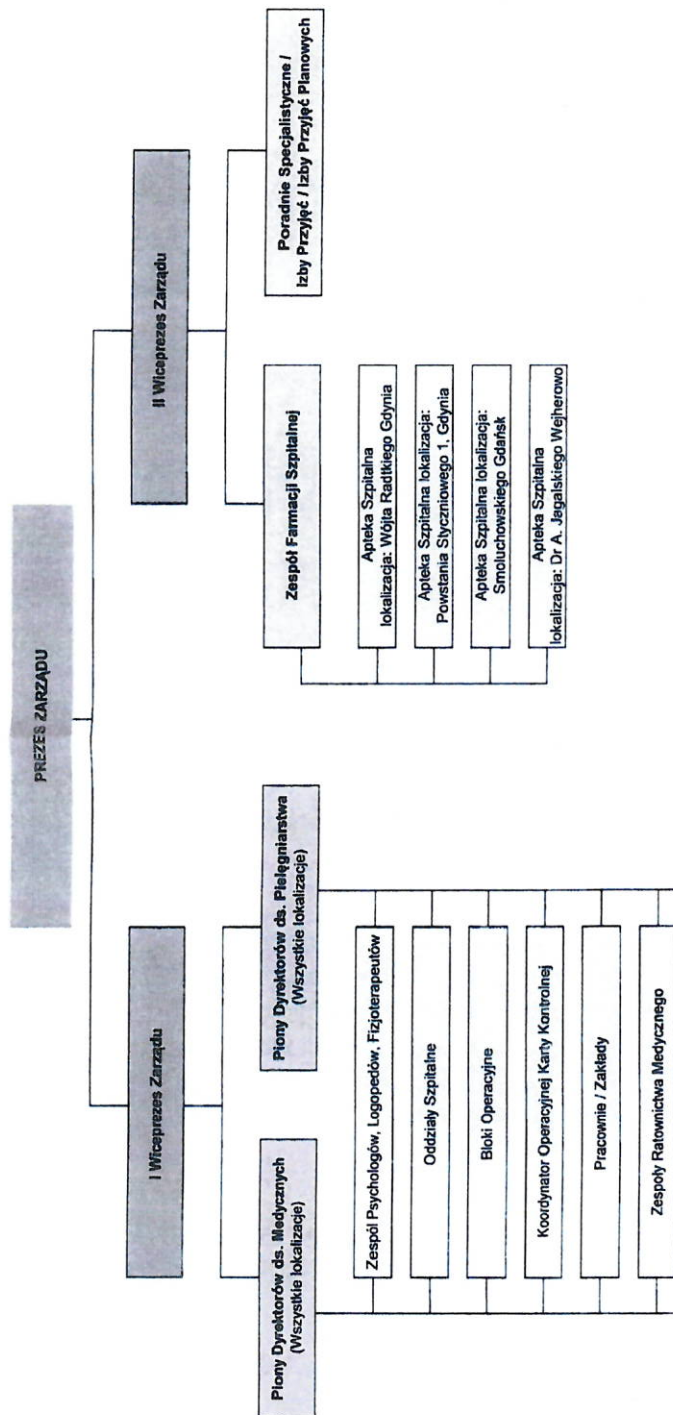 PREZES ZARZĄDU
I Wiceprezes Zarządu
II Wiceprezes Zarządu
Piony Dyrektorów ds. Medycznych
(Wszystkie lokalizacje)
Piony Dyrektorów ds. Pielęgniarstwa
(Wszystkie lokalizacje)
Zespół Psychologów, Logopedów, Fizjoterapeutów
Oddziały Szpitalne
Bloki Operacyjne
Koordynator Operacyjnej Karty Kontrolnej
Pracownie / Zakłady
Zespoły Ratownictwa Medycznego
Zespół Farmacji Szpitalnej
Apteka Szpitalna
lokalizacja: Wójta Radtkiego Gdynia
Apteka Szpitalna lokalizacja:
Powstania Styczniowego 1, Gdynia
Apteka Szpitalna lokalizacja:
Smoluchowskiego Gdańsk
Apteka Szpitalna
lokalizacja: Dr A. Jagalskiego Wejherowo
Poradnie Specjalistyczne /
Izby Przyjęć / Izby Przyjęć Planowych